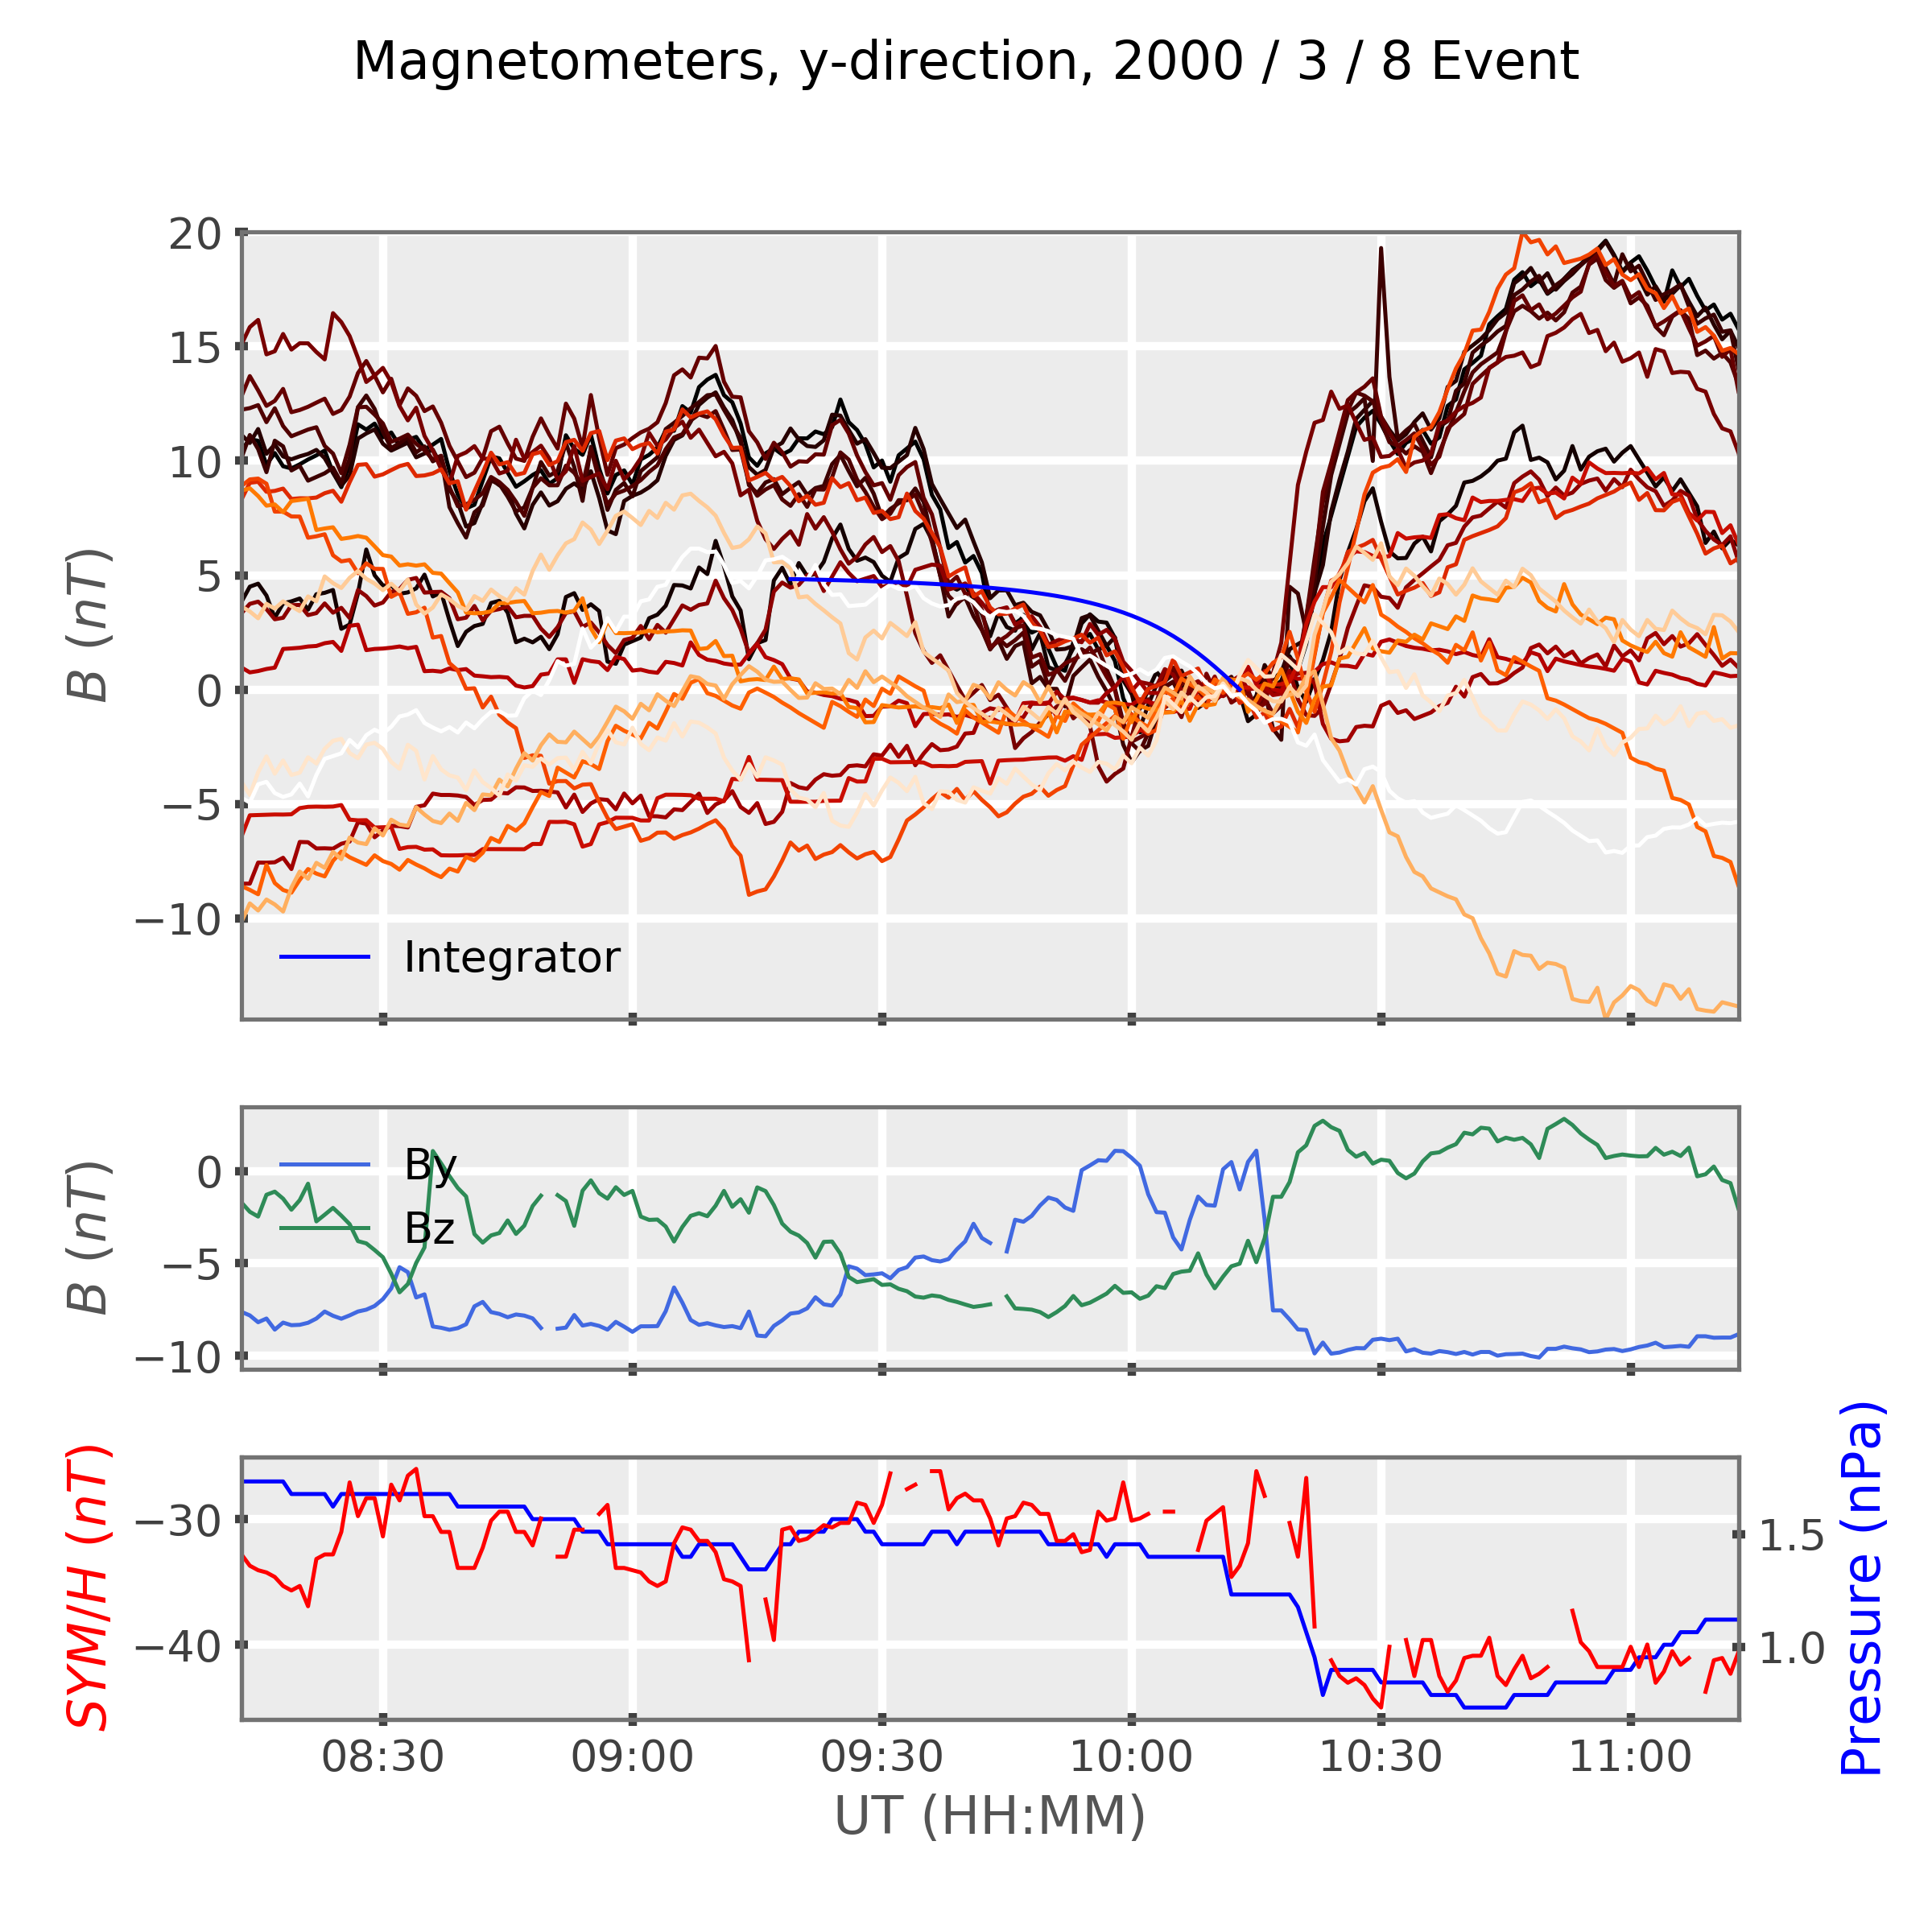 Magnetometers, y-direction, 2000 / 3 / 8 Event
20
15
10
5
0
−5
−10
B (nT)
Integrator
0
−5
−10
B (nT)
By
Bz
−30
−40
SYM/H (nT)
1.5
1.0
Pressure (nPa)
08:30 09:00 09:30 10:00 10:30 11:00
UT (HH:MM)